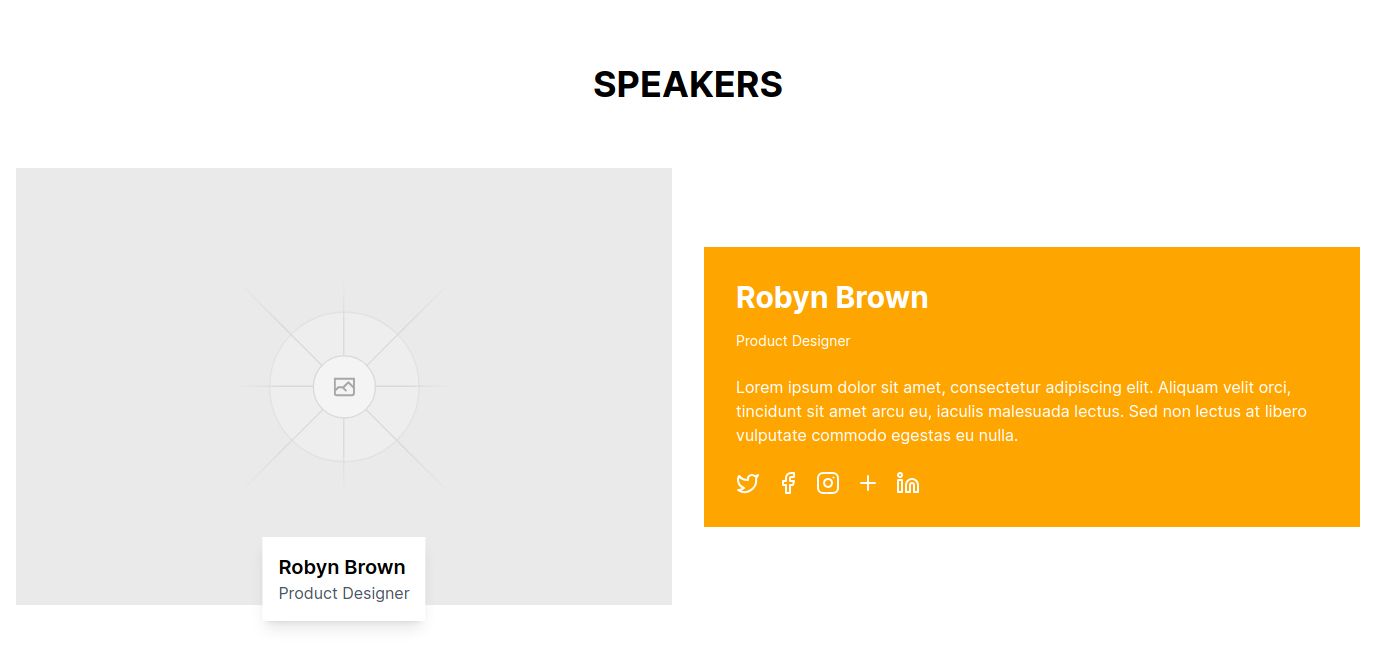 SPEAKERS
Robyn Brown
Product Designer
Robyn Brown
Product Designer
Lorem ipsum dolor sit amet, consectetur adipiscing elit. Aliquam velit orci,
tincidunt sit amet arcu eu, iaculis malesuada lectus. Sed non lectus at libero
vulputate commodo egestas eu nulla.